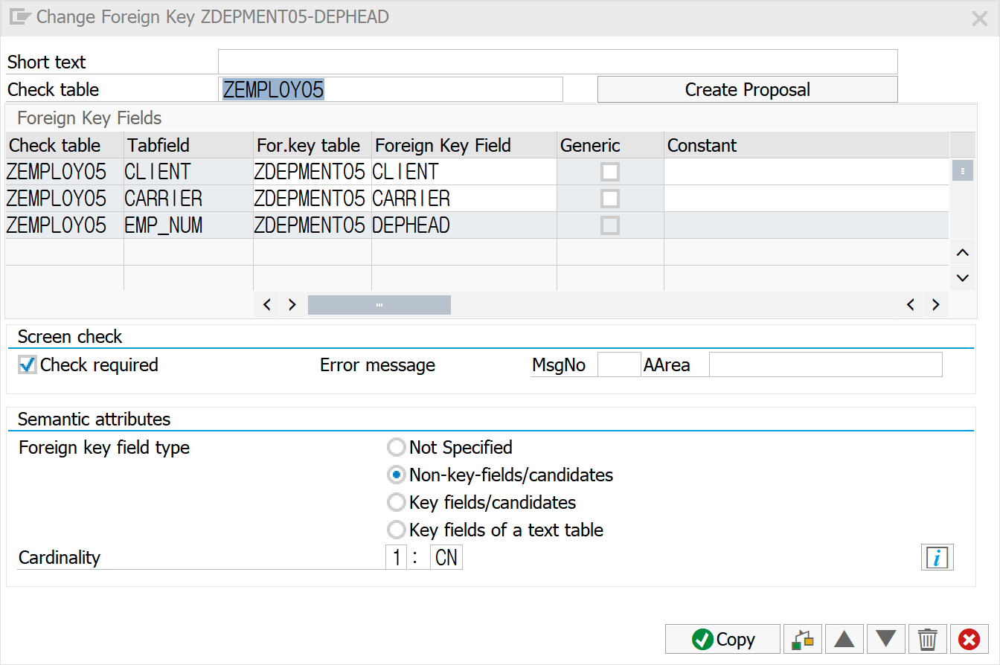 Change Foreign Key ZDEPMENT05-DEPHEAD
Short text
Check table ZEMPLOY05 Create Proposal
Foreign Key Fields
Check table Tabfield For.key table Foreign Key Field Generic Constant
ZEMPLOY05 CLIENT ZDEPMENT05 CLIENT
ZEMPLOY05 CARRIER ZDEPMENT05 CARRIER
ZEMPLOY05 EMP_NUM ZDEPMENT05 DEPHEAD
Screen check
Check required Error message MsgNo AArea
Semantic attributes
Foreign key field type Not Specified
Non-key-fields/candidates
Key fields/candidates
Key fields of a text table
Cardinality 1 : CN
Copy